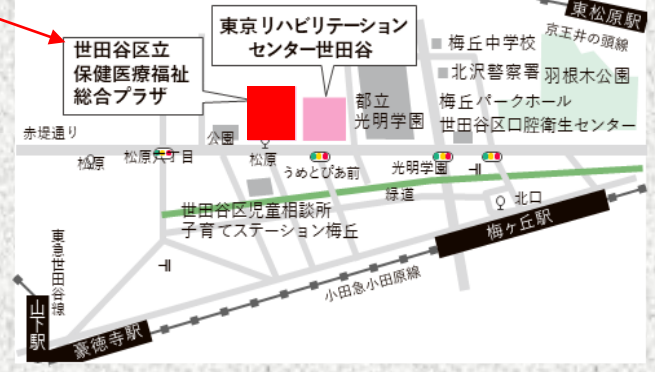 東松原駅
京王井の頭線
東京リハビリテーション
センター世田谷
世田谷区立
保健医療福祉
総合プラザ
梅丘中学校
北沢警察署
羽根木公園
都立
光明学園
梅丘パークホール
世田谷区口腔衛生センター
赤堤通り
公園
松原
松原六丁目
松原
うめとぴあ前
光明学園
緑道
北口
世田谷区児童相談所
子育てステーション梅丘
梅ヶ丘駅
東急世田谷線
小田急小田原線
山下駅
豪徳寺駅